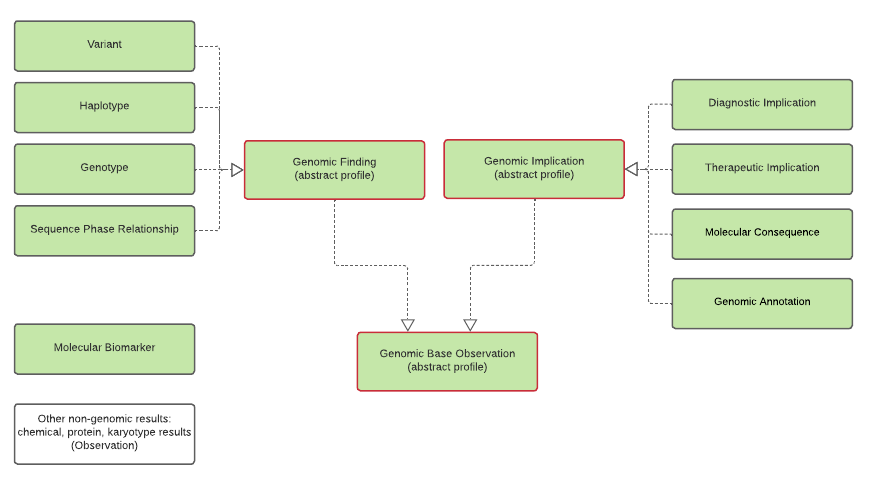 Variant
Haplotype
Genotype
Sequence Phase Relationship
Genomic Finding
(abstract profile)
Genomic Implication
(abstract profile)
Diagnostic Implication
Therapeutic Implication
Molecular Consequence
Genomic Annotation
Genomic Base Observation
(abstract profile)
Molecular Biomarker
Other non-genomic results:
chemical, protein, karyotype results
(Observation)